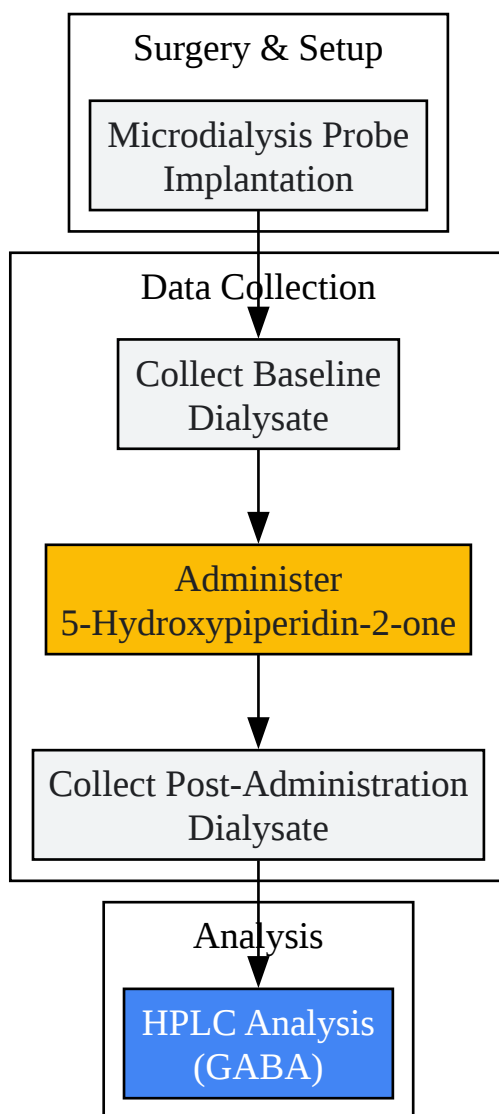 Surgery & Setup
Microdialysis Probe
Implantation
Data Collection
Collect Baseline
Dialysate
Administer
5-Hydroxypiperidin-2-one
Collect Post-Administration
Dialysate
Analysis
HPLC Analysis
(GABA)